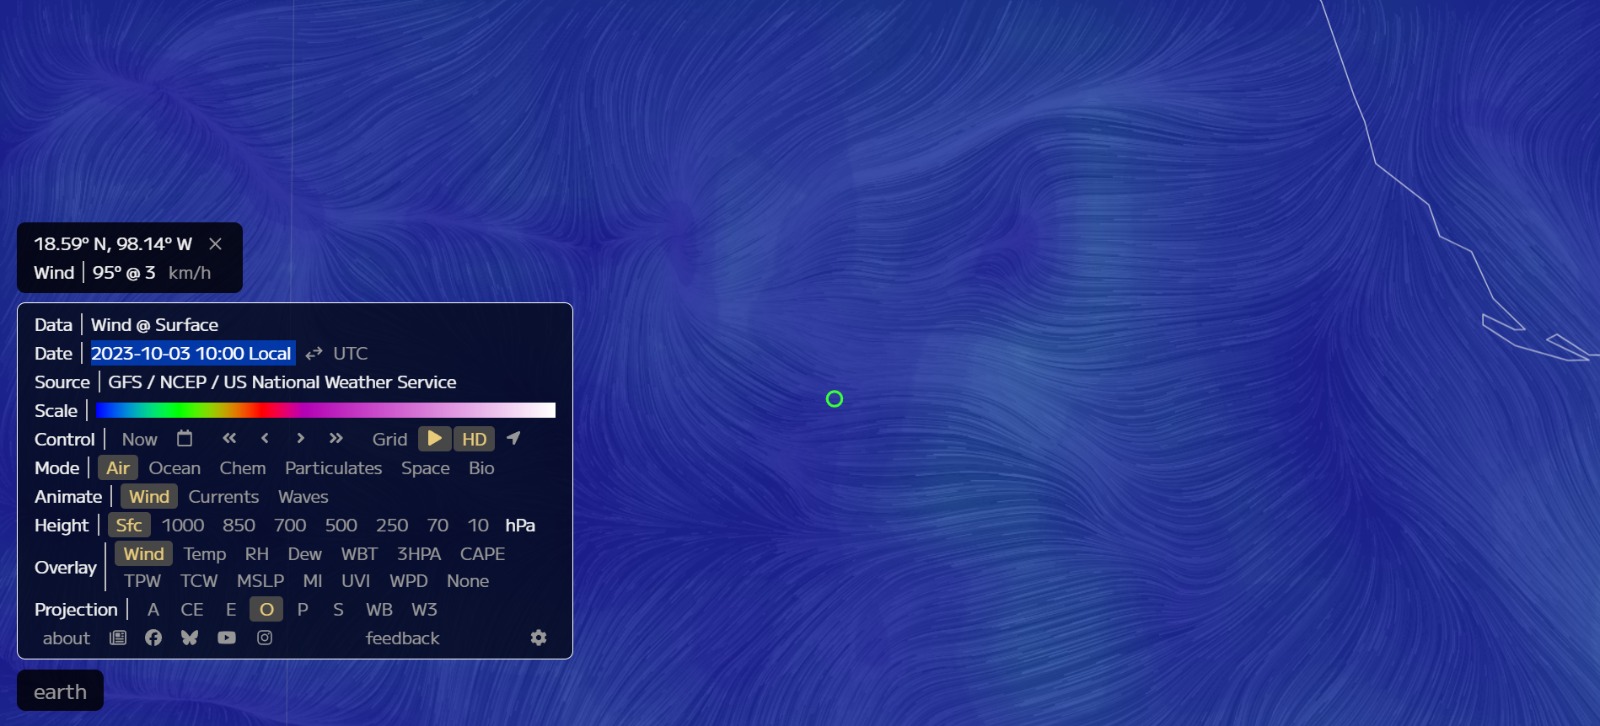 18.59° N, 98.14° W
Wind | 95° @ 3 km/h
Data | Wind @ Surface
Date | 2023-10-03 10:00 Local ⇄ UTC
Source | GFS / NCEP / US National Weather Service
Scale |
Control | Now « ‹ › » Grid HD
Mode | Air Ocean Chem Particulates Space Bio
Animate | Wind Currents Waves
Height | Sfc 1000 850 700 500 250 70 10 hPa
Overlay | Wind Temp RH Dew WBT 3HPA CAPE
TPW TCW MSLP MI UVI WPD None
Projection | A CE E O P S WB W3
about feedback
earth